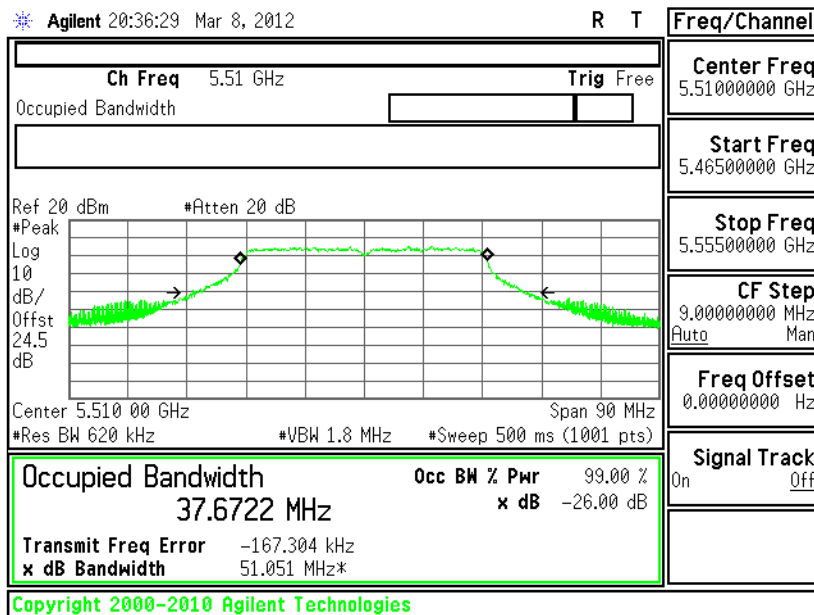 Agilent 20:36:29 Mar 8, 2012 R T
Freq/Channel
Ch Freq 5.51 GHz Trig Free
Occupied Bandwidth
Center Freq
5.51000000 GHz
Start Freq
5.46500000 GHz
Stop Freq
5.55500000 GHz
CF Step
9.00000000 MHz
Auto Man
Freq Offset
0.00000000 Hz
Signal Track
On Off
Ref 20 dBm #Atten 20 dB
#Peak
Log
10
dB/
Offst
24.5
dB
Center 5.510 00 GHz Span 90 MHz
#Res BW 620 kHz #VBW 1.8 MHz #Sweep 500 ms (1001 pts)
Occupied Bandwidth Occ BW % Pwr 99.00 %
37.6722 MHz x dB -26.00 dB
Transmit Freq Error -167.304 kHz
x dB Bandwidth 51.051 MHz*
Copyright 2000-2010 Agilent Technologies